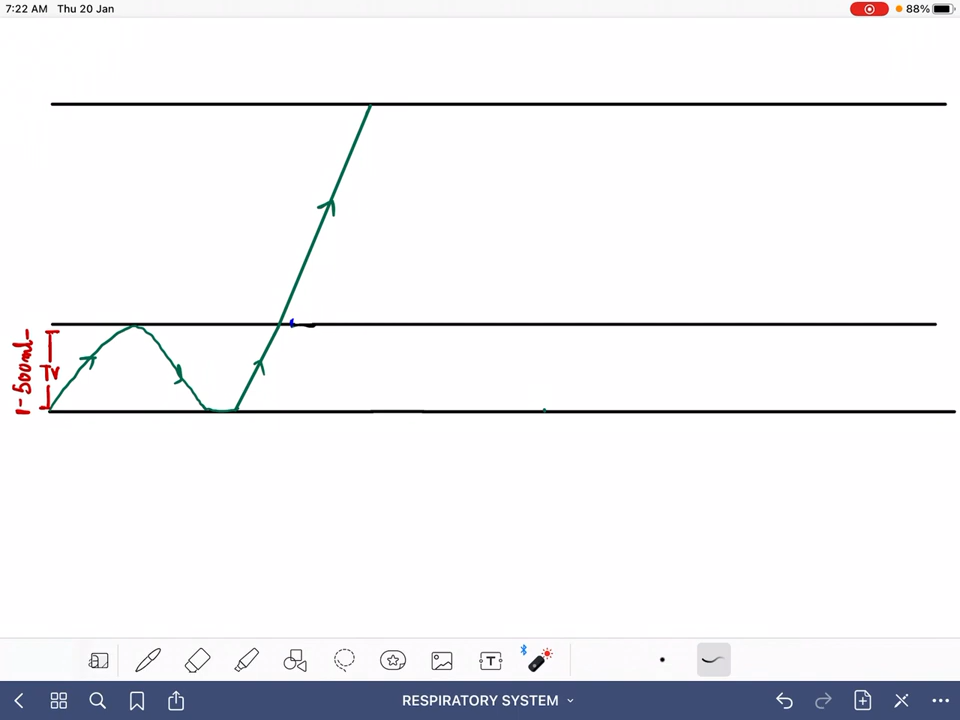 7:22 AM Thu 20 Jan
88%
500ml
TV
T
RESPIRATORY SYSTEM